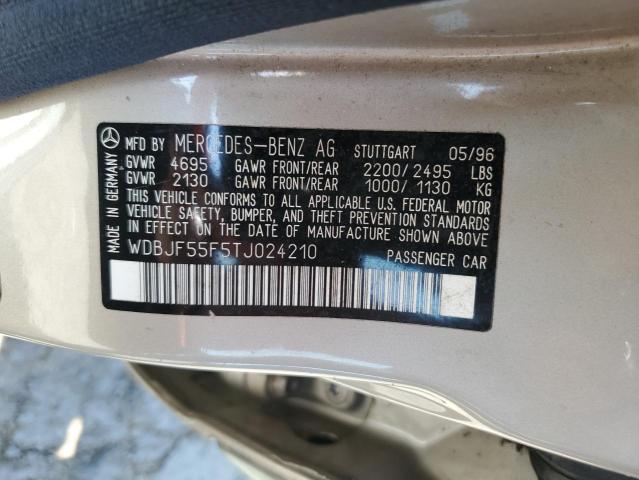 MADE IN GERMANY
MFD BY MERCEDES-BENZ AG STUTTGART 05/96
GVWR 4695 GAWR FRONT/REAR 2200/2495 LBS
GVWR 2130 GAWR FRONT/REAR 1000/1130 KG
THIS VEHICLE CONFORMS TO ALL APPLICABLE U.S. FEDERAL MOTOR
VEHICLE SAFETY, BUMPER, AND THEFT PREVENTION STANDARDS
IN EFFECT ON THE DATE OF MANUFACTURE SHOWN ABOVE
WDBJF55F5TJ024210 PASSENGER CAR